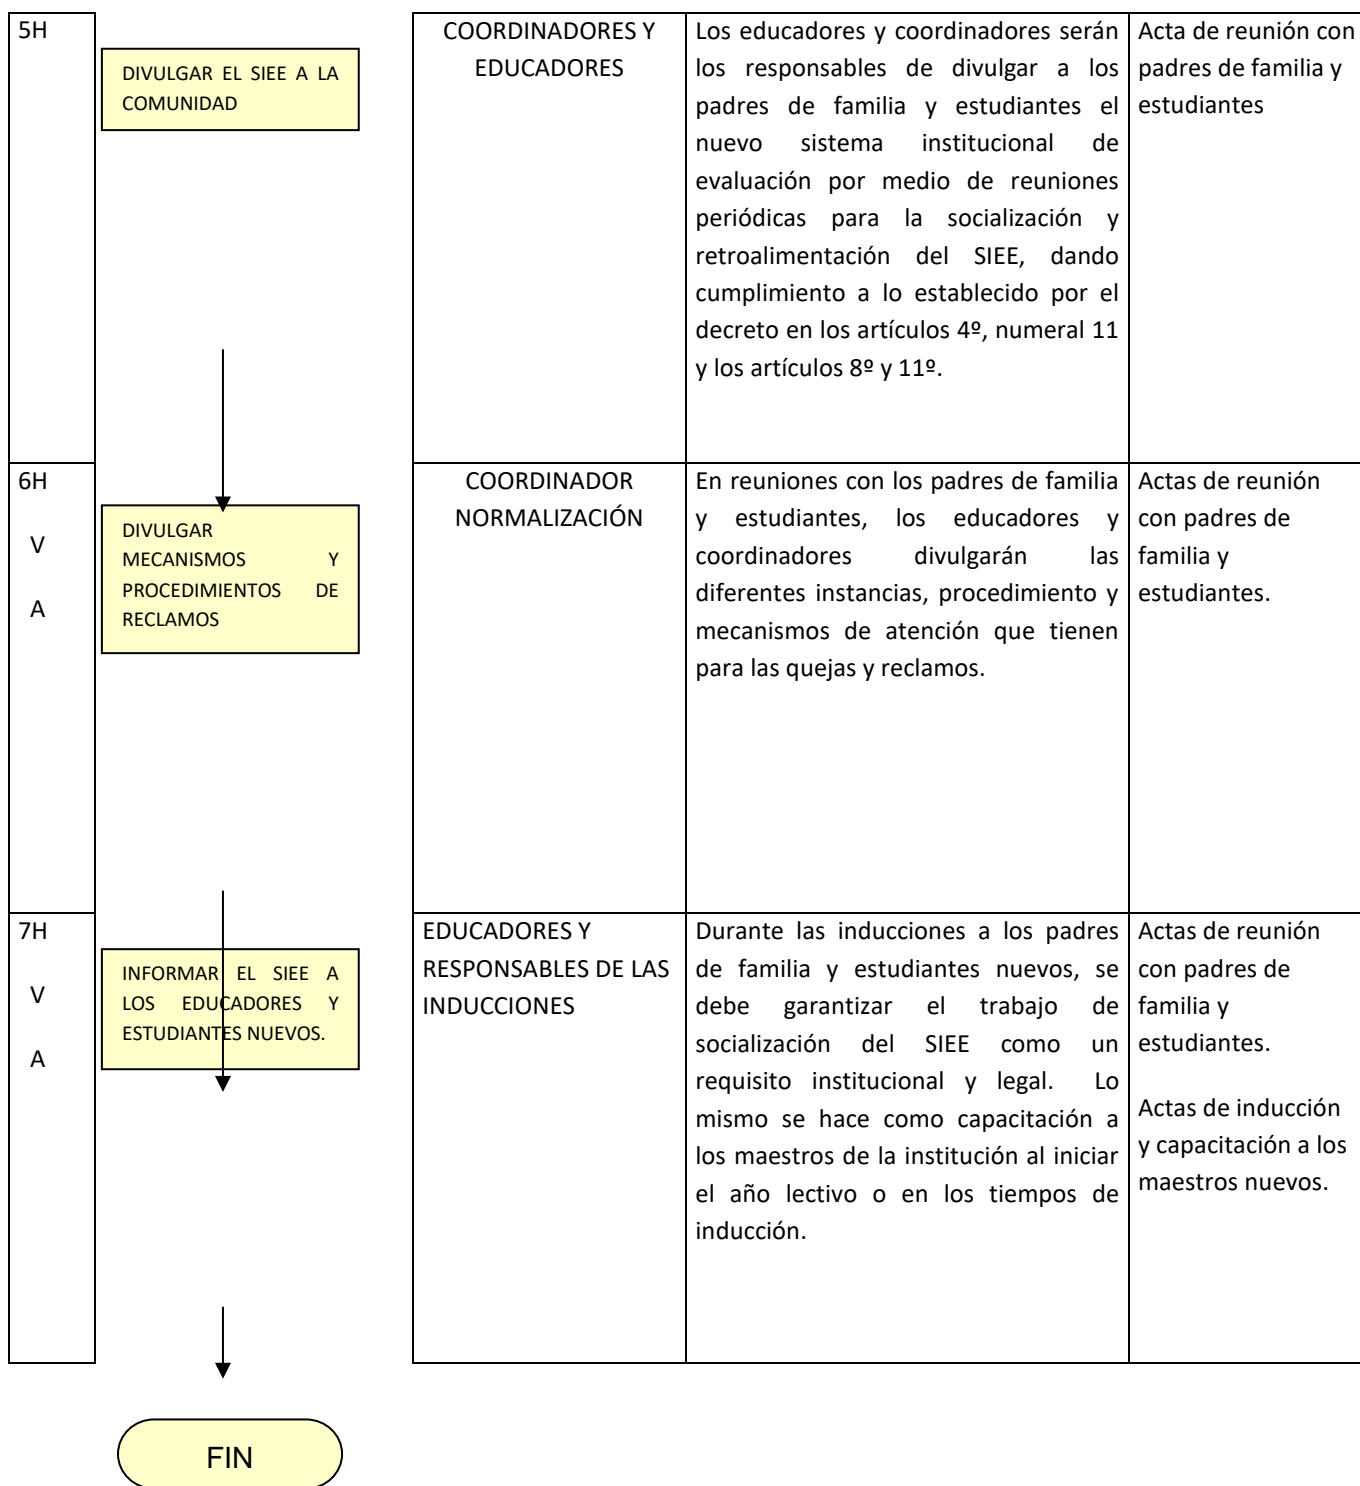 5H
DIVULGAR EL SIEE A LA
COMUNIDAD
COORDINADORES Y
EDUCADORES
Los educadores y coordinadores serán
los responsables de divulgar a los
padres de familia y estudiantes el
nuevo sistema institucional de
evaluación por medio de reuniones
periódicas para la socialización y
retroalimentación del SIEE, dando
cumplimiento a lo establecido por el
decreto en los artículos 4º, numeral 11
y los artículos 8º y 11º.
Acta de reunión con
padres de familia y
estudiantes
6H
V
A
DIVULGAR
MECANISMOS Y
PROCEDIMIENTOS DE
RECLAMOS
COORDINADOR
NORMALIZACIÓN
En reuniones con los padres de familia
y estudiantes, los educadores y
coordinadores divulgarán las
diferentes instancias, procedimiento y
mecanismos de atención que tienen
para las quejas y reclamos.
Actas de reunión
con padres de
familia y
estudiantes.
7H
V
A
INFORMAR EL SIEE A
LOS EDUCADORES Y
ESTUDIANTES NUEVOS.
EDUCADORES Y
RESPONSABLES DE LAS
INDUCCIONES
Durante las inducciones a los padres
de familia y estudiantes nuevos, se
debe garantizar el trabajo de
socialización del SIEE como un
requisito institucional y legal. Lo
mismo se hace como capacitación a
los maestros de la institución al iniciar
el año lectivo o en los tiempos de
inducción.
Actas de reunión
con padres de
familia y
estudiantes.
Actas de inducción
y capacitación a los
maestros nuevos.
FIN